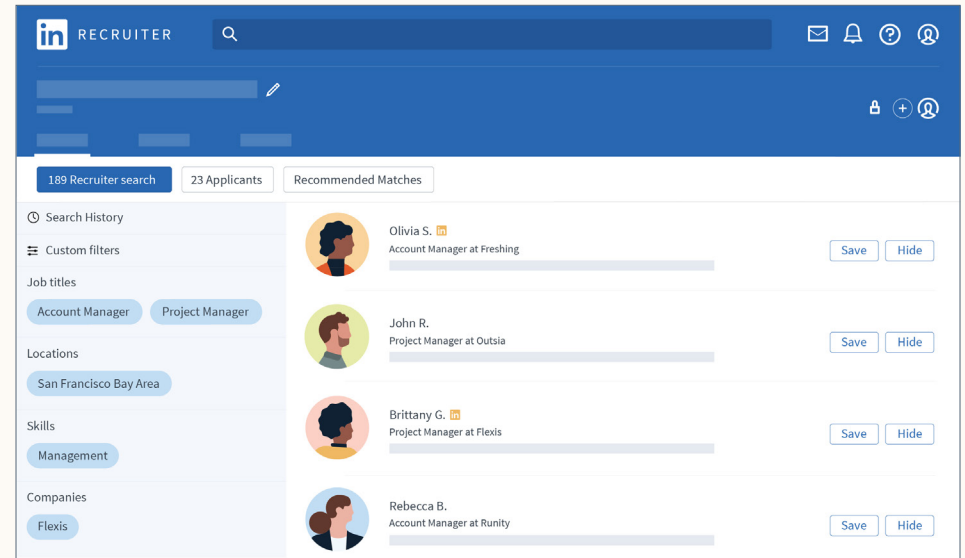 in RECRUITER
189 Recruiter search 23 Applicants Recommended Matches
Search History
Custom filters
Job titles
Account Manager Project Manager
Locations
San Francisco Bay Area
Skills
Management
Companies
Flexis
Olivia S. in
Account Manager at Freshing
Save Hide
John R.
Project Manager at Outsia
Save Hide
Brittany G. in
Project Manager at Flexis
Save Hide
Rebecca B.
Account Manager at Runity
Save Hide